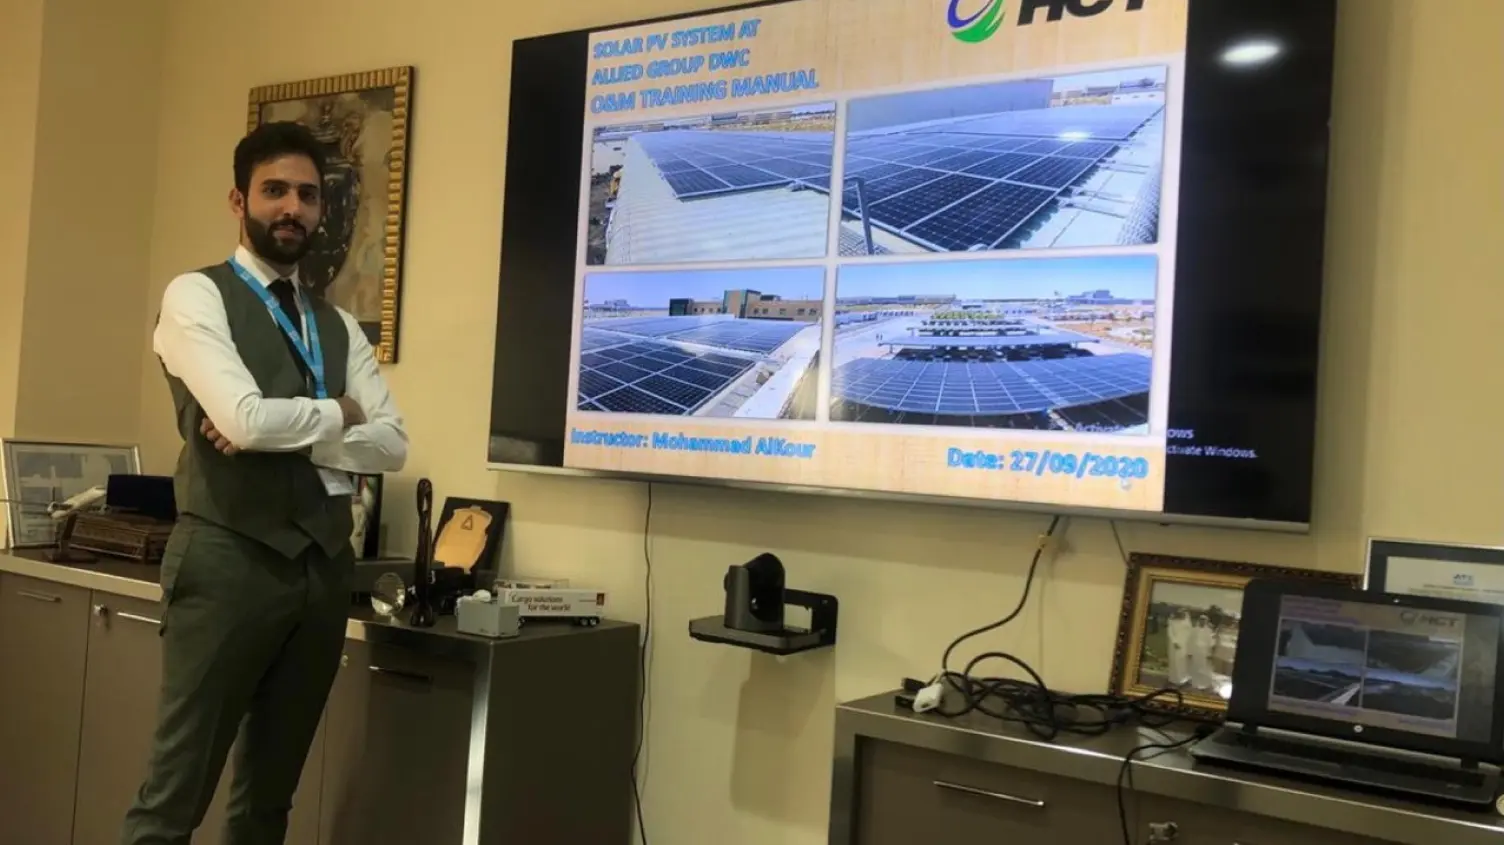 HCT
SOLAR PV SYSTEM AT
ALLIED GROUP DWC
O&M TRAINING MANUAL
Instructor: Mohammad AlKour
Date: 27/09/2020
Cargo solutions
for the world
HCT